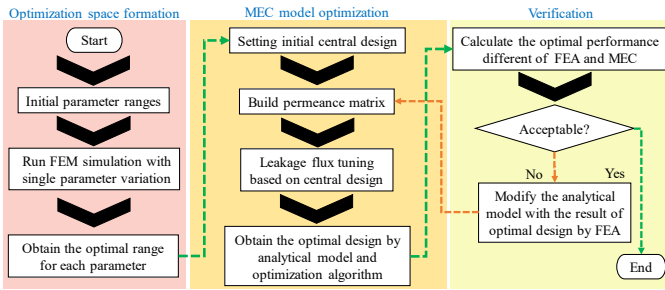 Optimization space formation
Start
Initial parameter ranges
Run FEM simulation with
single parameter variation
Obtain the optimal range
for each parameter
MEC model optimization
Setting initial central design
Build permeance matrix
Leakage flux tuning
based on central design
Obtain the optimal design by
analytical model and
optimization algorithm
Verification
Calculate the optimal performance
different of FEA and MEC
Acceptable?
No
Yes
Modify the analytical
model with the result of
optimal design by FEA
End